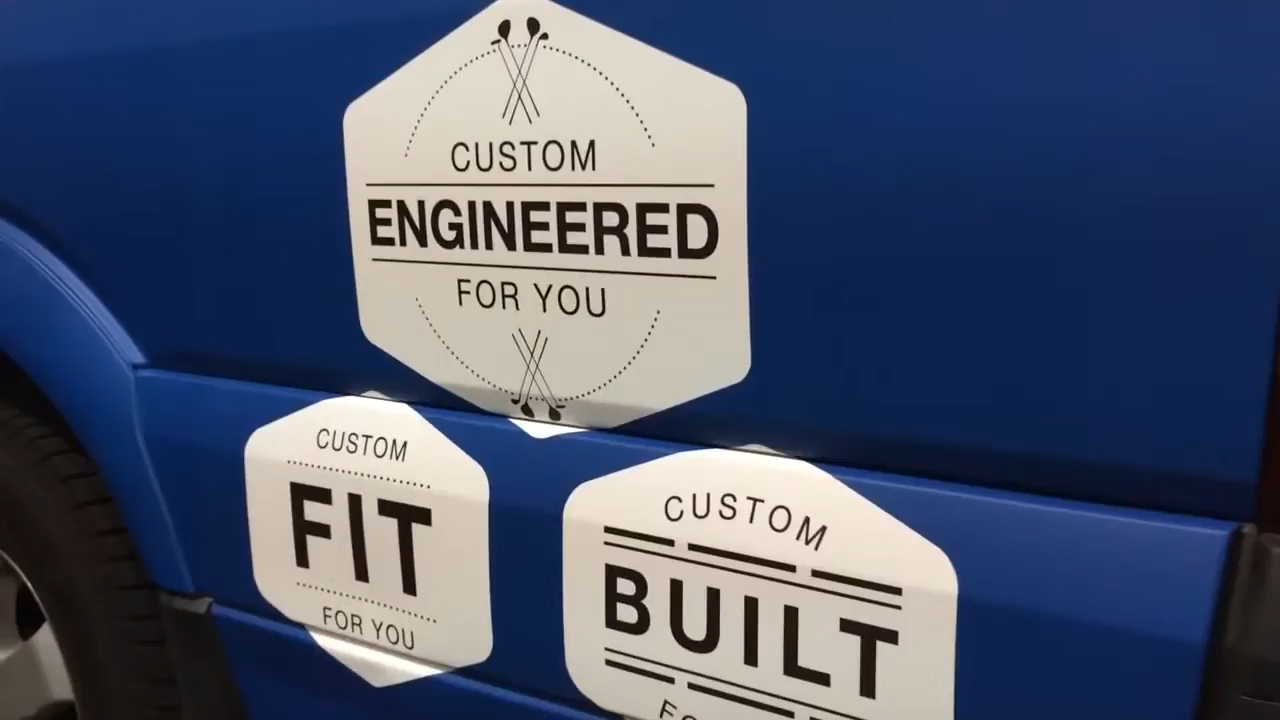 CUSTOM
ENGINEERED
FOR YOU
CUSTOM
FIT
FOR YOU
CUSTOM
BUILT